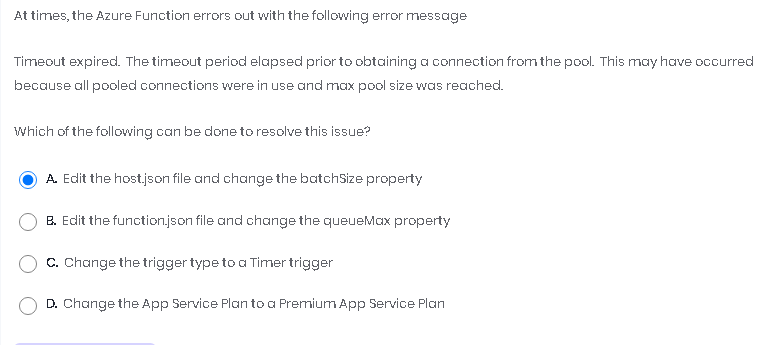 At times, the Azure Function errors out with the following error message
Timeout expired. The timeout period elapsed prior to obtaining a connection from the pool. This may have occurred
because all pooled connections were in use and max pool size was reached.
Which of the following can be done to resolve this issue?
A. Edit the host.json file and change the batchSize property
B. Edit the function.json file and change the queueMax property
C. Change the trigger type to a Timer trigger
D. Change the App Service Plan to a Premium App Service Plan